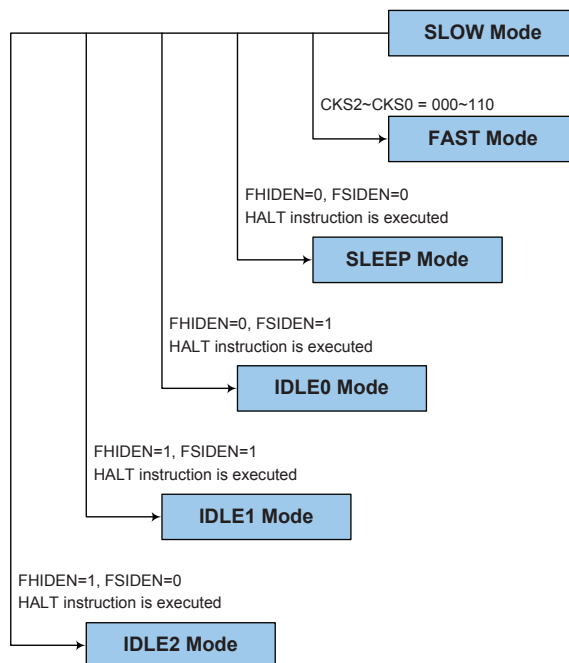 SLOW Mode
CKS2~CKS0 = 000~110
FAST Mode
FHIDEN=0, FSIDEN=0
HALT instruction is executed
SLEEP Mode
FHIDEN=0, FSIDEN=1
HALT instruction is executed
IDLE0 Mode
FHIDEN=1, FSIDEN=1
HALT instruction is executed
IDLE1 Mode
FHIDEN=1, FSIDEN=0
HALT instruction is executed
IDLE2 Mode